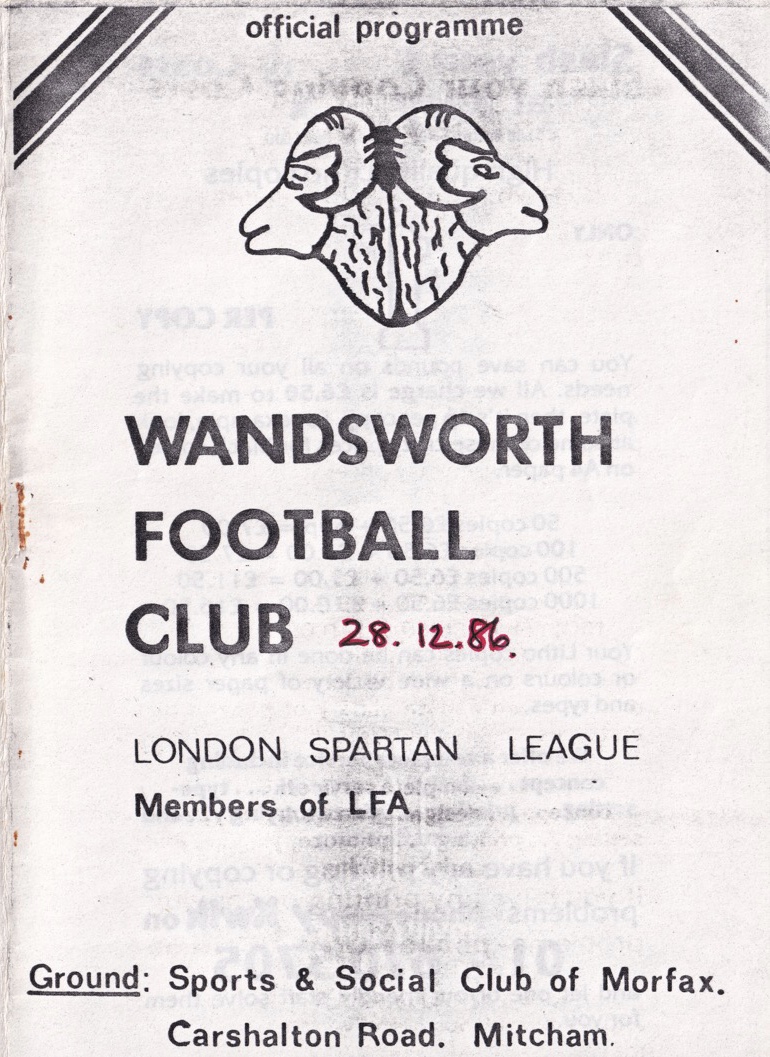 official programme
WANDSWORTH
FOOTBALL
CLUB 28.12.86.
LONDON SPARTAN LEAGUE
Members of LFA.
Ground: Sports & Social Club of Morfax.
Carshalton Road. Mitcham.